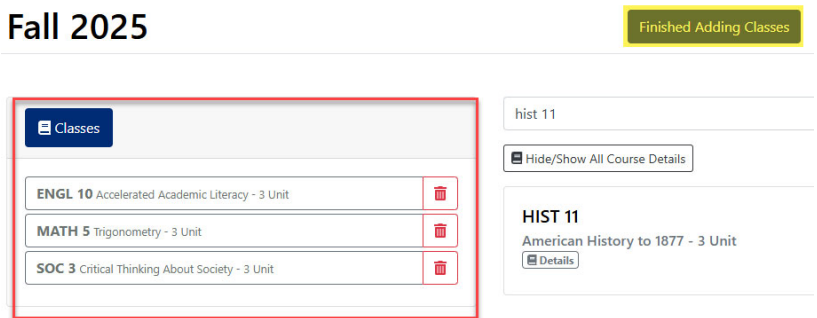 Fall 2025
Finished Adding Classes
Classes
ENGL 10 Accelerated Academic Literacy - 3 Unit
MATH 5 Trigonometry - 3 Unit
SOC 3 Critical Thinking About Society - 3 Unit
hist 11
Hide/Show All Course Details
HIST 11
American History to 1877 - 3 Unit
Details